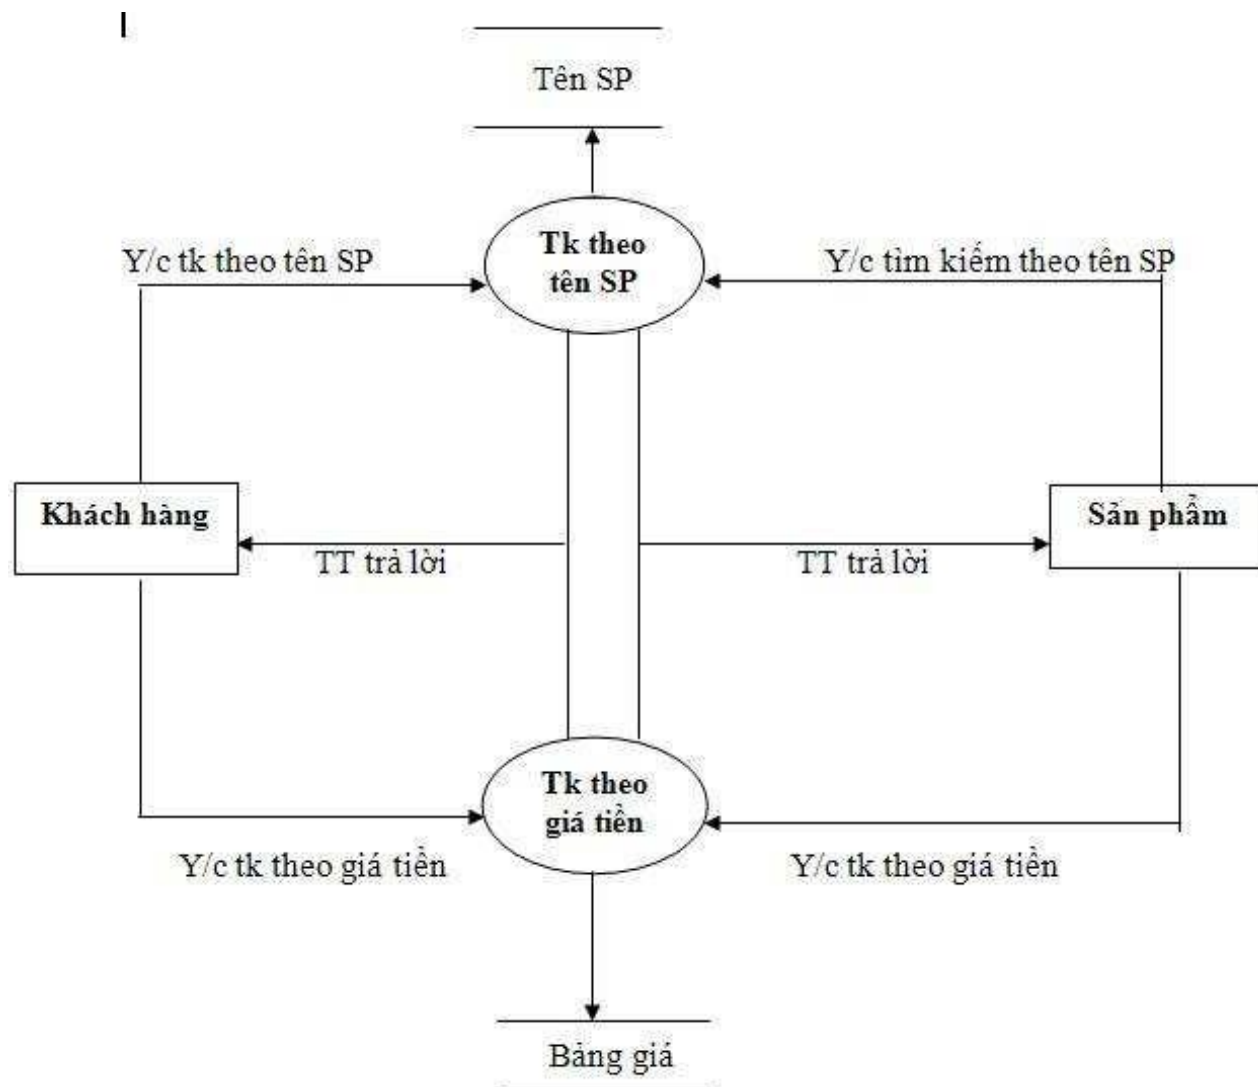 Tên SP
Tk theo
tên SP
Y/c tk theo tên SP
Y/c tìm kiếm theo tên SP
Khách hàng
Sản phẩm
TT trả lời
TT trả lời
Tk theo
giá tiền
Y/c tk theo giá tiền
Y/c tk theo giá tiền
Bảng giá